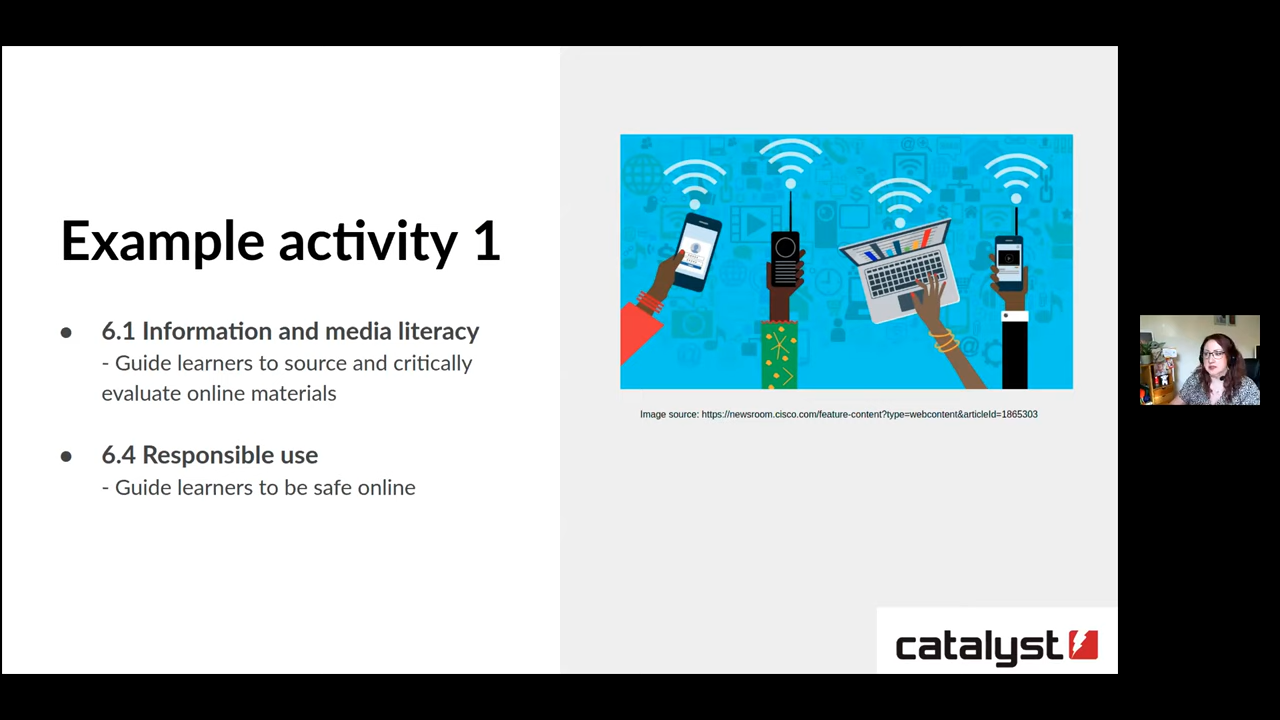 Example activity 1
● 6.1 Information and media literacy
- Guide learners to source and critically
evaluate online materials
● 6.4 Responsible use
- Guide learners to be safe online
Image source: https://newsroom.cisco.com/feature-content?type=webcontent&articleId=1865303
catalyst